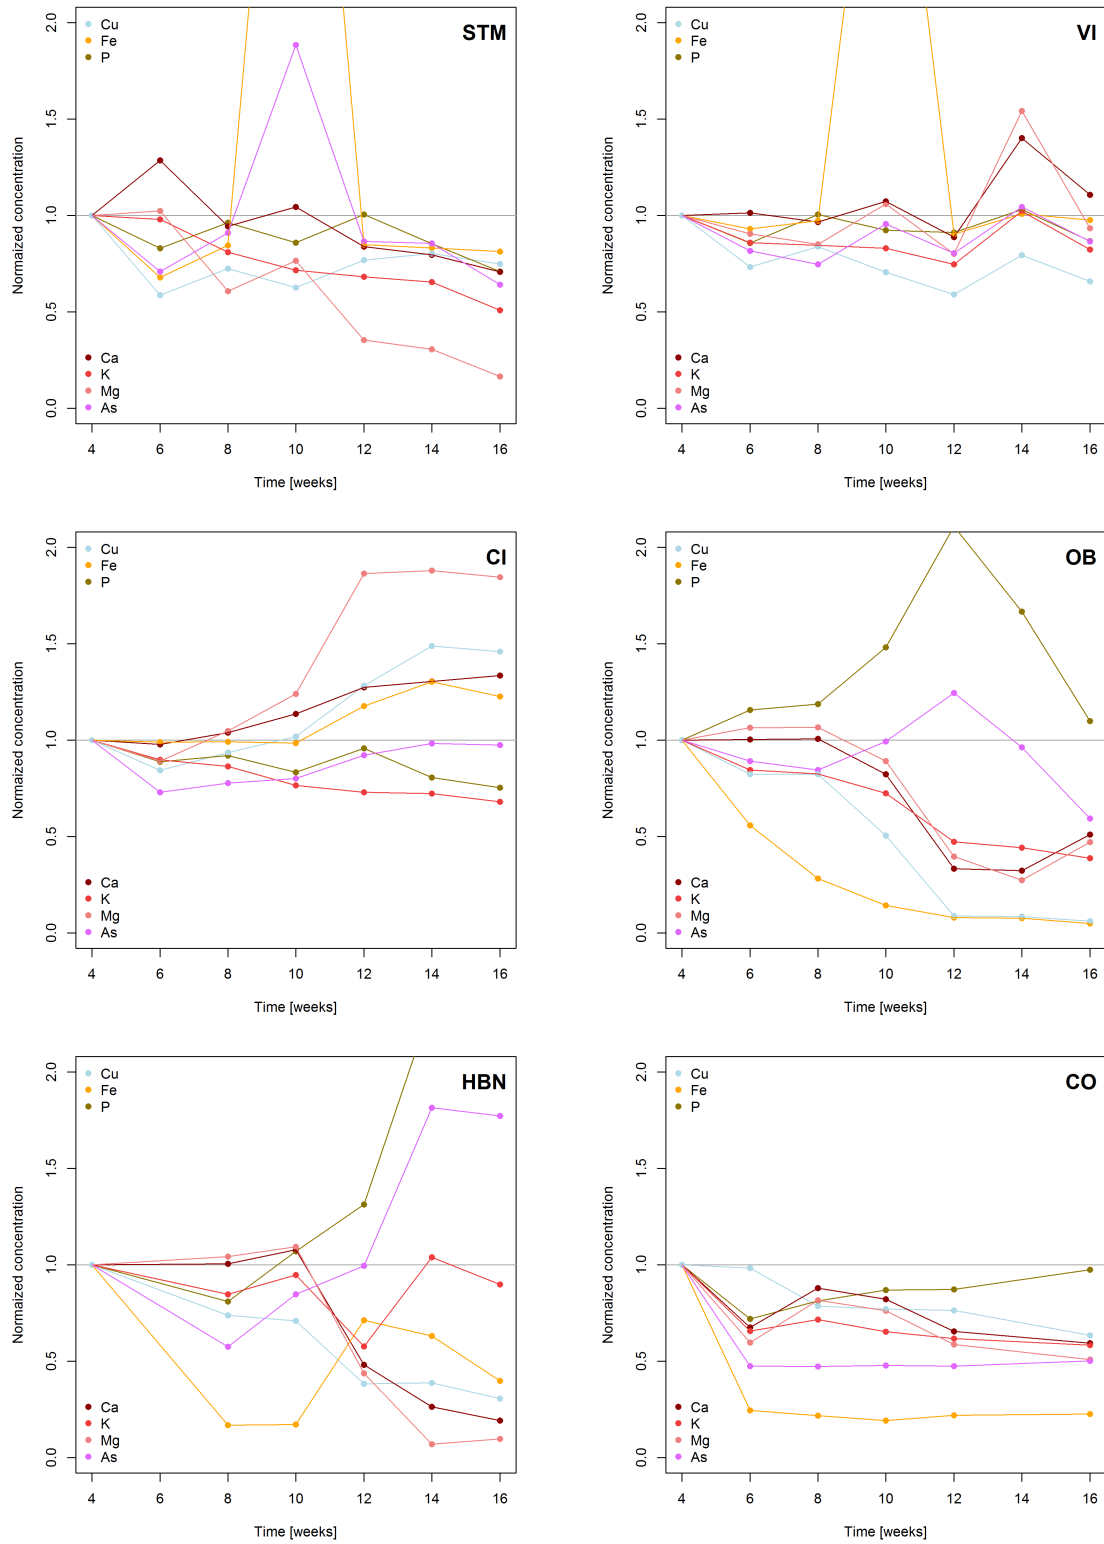 STM
Cu
Fe
P
Ca
K
Mg
As
Normalized concentration
0.0 0.5 1.0 1.5 2.0
4 6 8 10 12 14 16
Time [weeks]
VI
Cu
Fe
P
Ca
K
Mg
As
Normalized concentration
0.0 0.5 1.0 1.5 2.0
4 6 8 10 12 14 16
Time [weeks]
CI
Cu
Fe
P
Ca
K
Mg
As
Normalized concentration
0.0 0.5 1.0 1.5 2.0
4 6 8 10 12 14 16
Time [weeks]
OB
Cu
Fe
P
Ca
K
Mg
As
Normalized concentration
0.0 0.5 1.0 1.5 2.0
4 6 8 10 12 14 16
Time [weeks]
HBN
Cu
Fe
P
Ca
K
Mg
As
Normalized concentration
0.0 0.5 1.0 1.5 2.0
4 6 8 10 12 14 16
Time [weeks]
CO
Cu
Fe
P
Ca
K
Mg
As
Normalized concentration
0.0 0.5 1.0 1.5 2.0
4 6 8 10 12 14 16
Time [weeks]